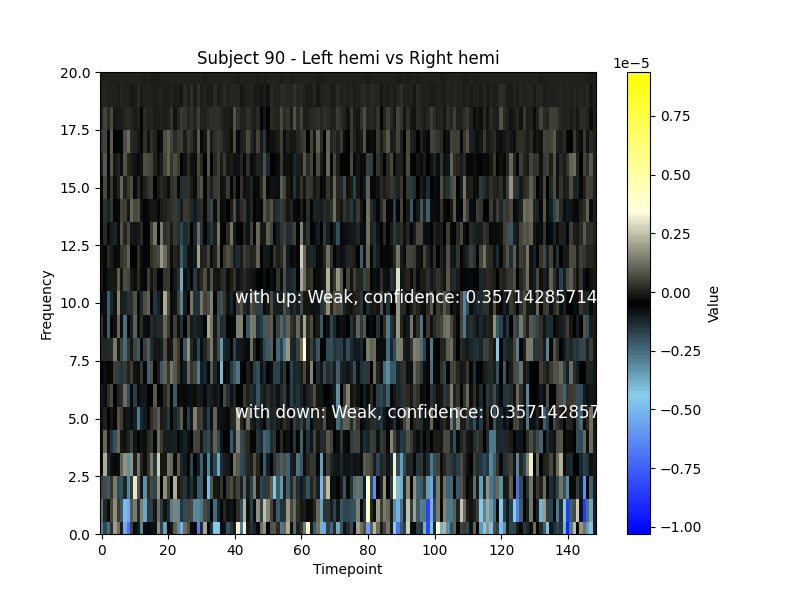 Subject 90 - Left hemi vs Right hemi
1e−5
20.0
17.5
15.0
12.5
10.0
7.5
5.0
2.5
0.0
Frequency
with up: Weak, confidence: 0.35714285714
with down: Weak, confidence: 0.357142857
0 20 40 60 80 100 120 140
Timepoint
0.75
0.50
0.25
0.00
−0.25
−0.50
−0.75
−1.00
Value